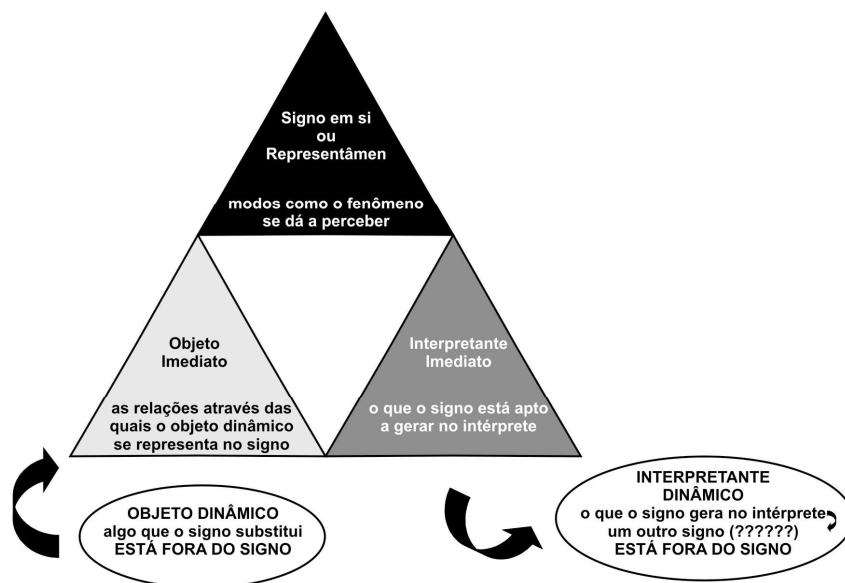 Signo em si
ou
Representâmen
modos como o fenômeno
se dá a perceber
Objeto
Imediato
as relações através das
quais o objeto dinâmico
se representa no signo
Interpretante
Imediato
o que o signo está apto
a gerar no intérprete
OBJETO DINÂMICO
algo que o signo substitui
ESTÁ FORA DO SIGNO
INTERPRETANTE
DINÂMICO
o que o signo gera no intérprete
um outro signo (??????)
ESTÁ FORA DO SIGNO